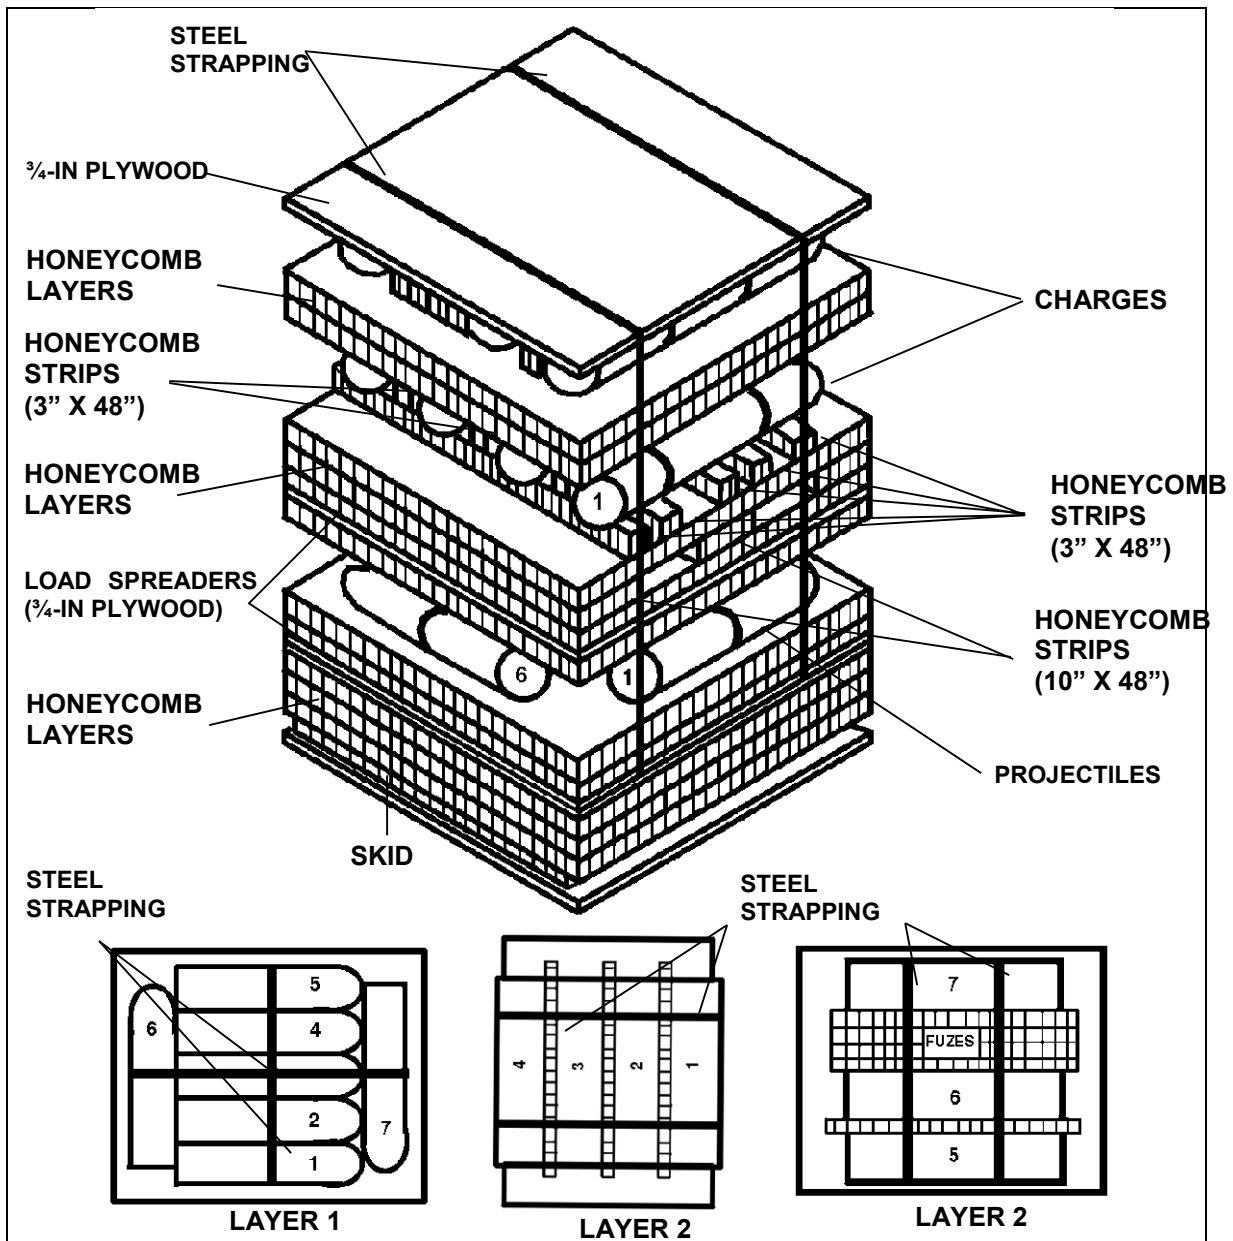 STEEL
STRAPPING
¾-IN PLYWOOD
HONEYCOMB
LAYERS
HONEYCOMB
STRIPS
(3” X 48”)
HONEYCOMB
LAYERS
LOAD SPREADERS
(¾-IN PLYWOOD)
HONEYCOMB
LAYERS
SKID
CHARGES
HONEYCOMB
STRIPS
(3” X 48”)
HONEYCOMB
STRIPS
(10” X 48”)
PROJECTILES
1
6
1
STEEL
STRAPPING
STEEL
STRAPPING
5
4
6
2
7
1
LAYER 1
4
3
2
1
LAYER 2
7
FUZES
6
5
LAYER 2